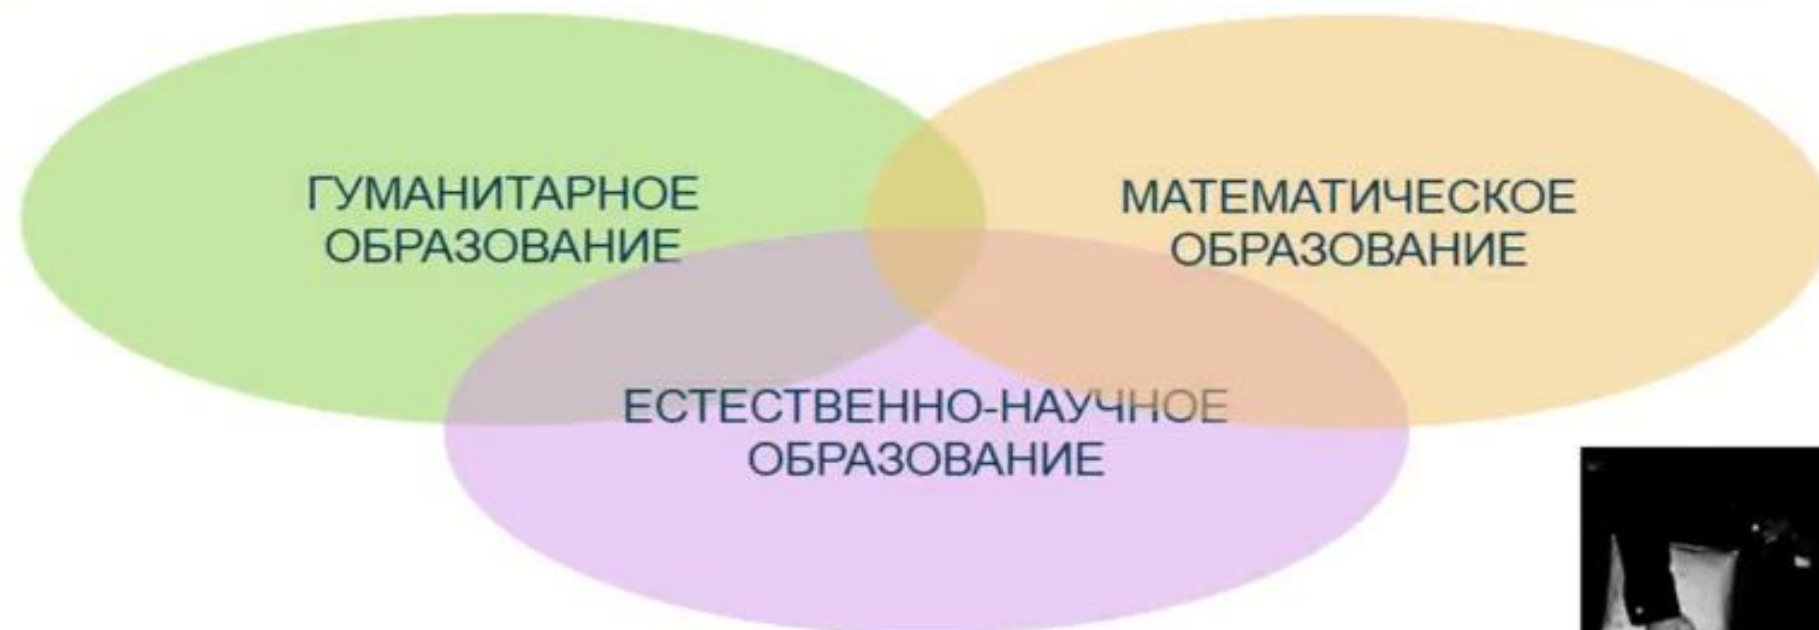 ГУМАНИТАРНОЕ
ОБРАЗОВАНИЕ
МАТЕМАТИЧЕСКОЕ
ОБРАЗОВАНИЕ
ЕСТЕСТВЕННО-НАУЧНОЕ
ОБРАЗОВАНИЕ